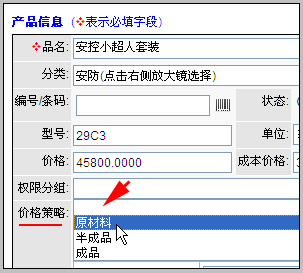 产品信息 (❖表示必填字段)
❖品名: 安控小超人套装
分类: 安防(点击右侧放大镜选择)
编号/条码: 状态:
型号: 29C3 单位:
价格: 45800.0000 成本价格: 3
权限分组:
价格策略:
原材料
半成品
成品